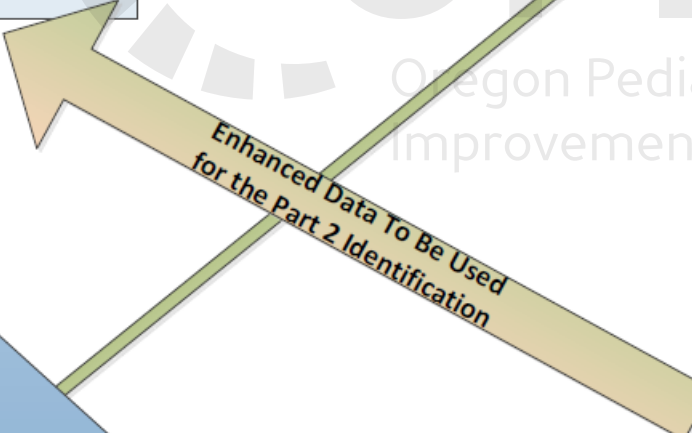 Oregon Pedia
Improvemen
Enhanced Data To Be Used
for the Part 2 Identification